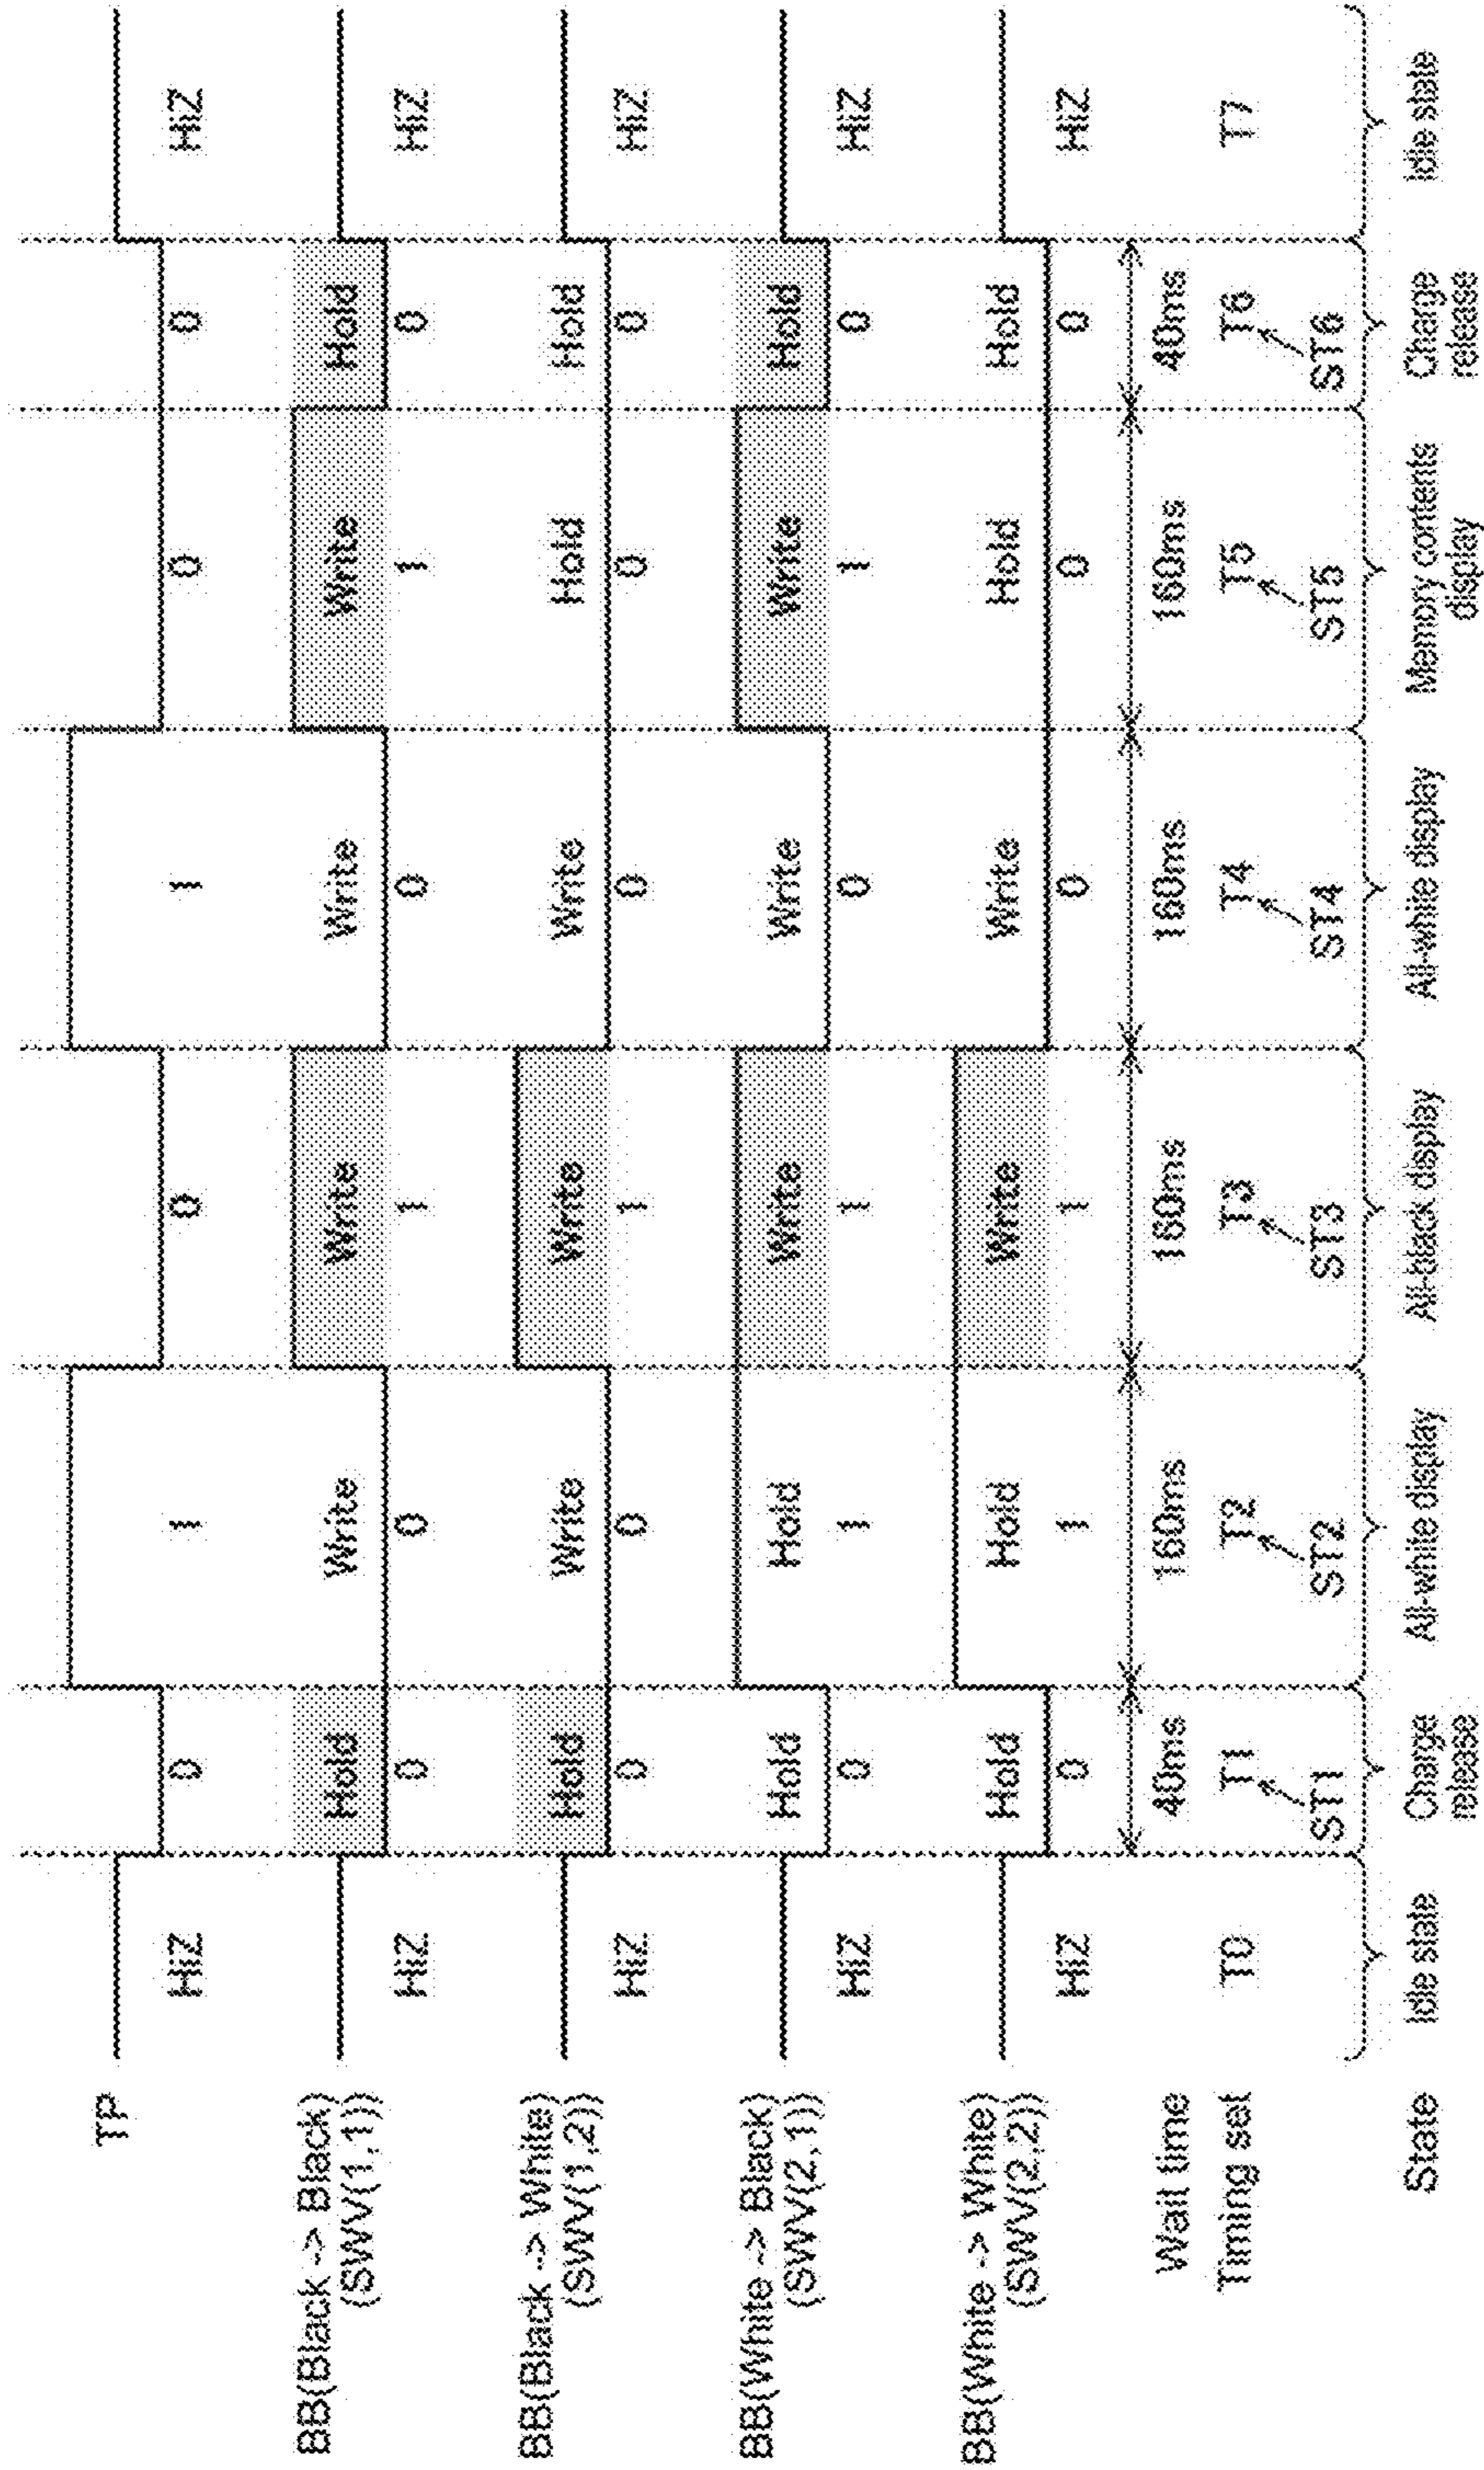 TP
HiZ
0
1
0
1
0
0
HiZ
BB(Black -> Black)
(SWV(1,1))
Hold
Write
Write
Write
Write
Hold
HiZ
0
0
1
0
1
0
HiZ
BB(Black -> White)
(SWV(1,2))
Hold
Write
Write
Write
Hold
Hold
HiZ
0
0
1
0
0
0
HiZ
BB(White -> Black)
(SWV(2,1))
Hold
Hold
Write
Write
Write
Hold
HiZ
0
1
1
0
1
0
HiZ
BB(White -> White)
(SWV(2,2))
Hold
Hold
Write
Write
Hold
Hold
HiZ
0
1
1
0
0
0
HiZ
Wait time
40ms
160ms
160ms
160ms
160ms
40ms
Timing set
T0
T1
T2
T3
T4
T5
T6
T7
ST1
ST2
ST3
ST4
ST5
ST6
State
Idle state
Charge
release
All-white display
All-black display
All-white display
Memory contents
display
Charge
release
Idle state